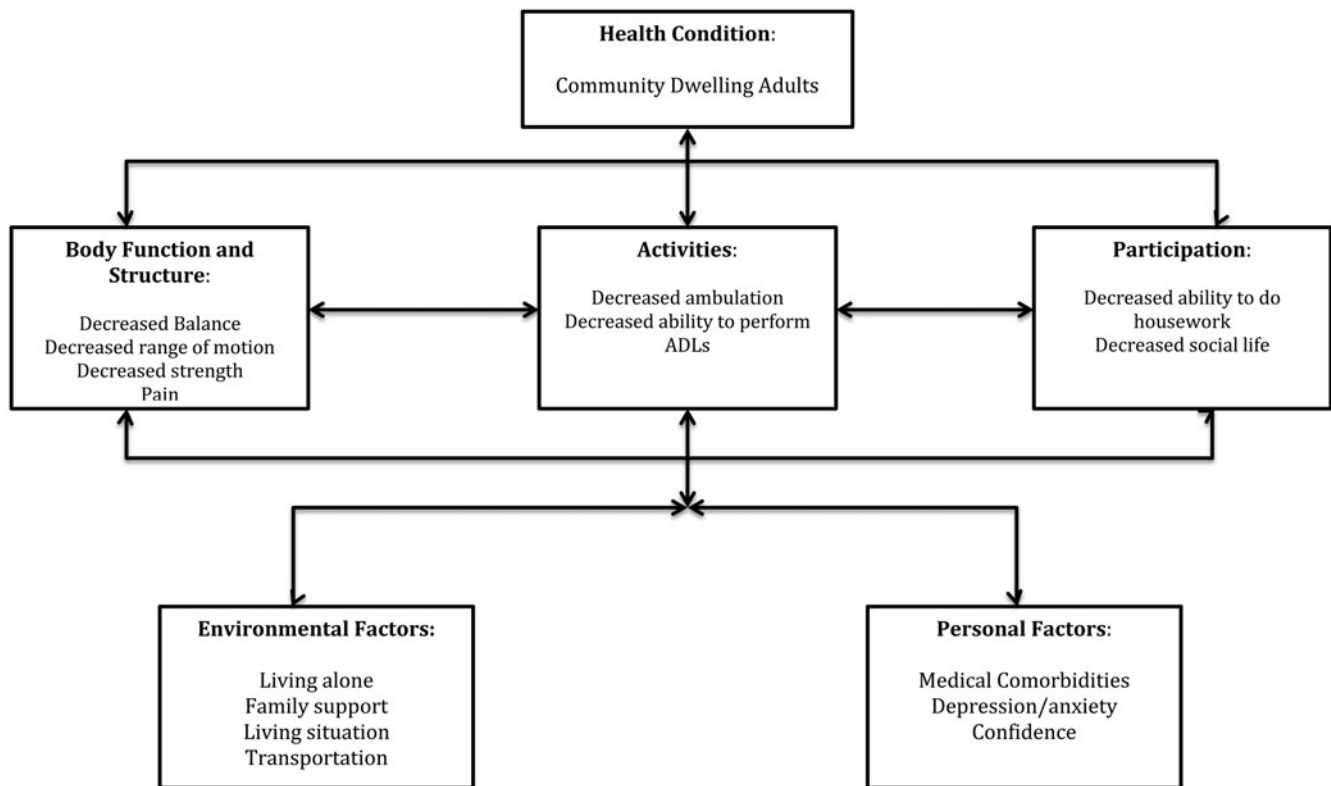 Health Condition:
Community Dwelling Adults
Body Function and
Structure:
Decreased Balance
Decreased range of motion
Decreased strength
Pain
Activities:
Decreased ambulation
Decreased ability to perform
ADLs
Participation:
Decreased ability to do
housework
Decreased social life
Environmental Factors:
Living alone
Family support
Living situation
Transportation
Personal Factors:
Medical Comorbidities
Depression/anxiety
Confidence